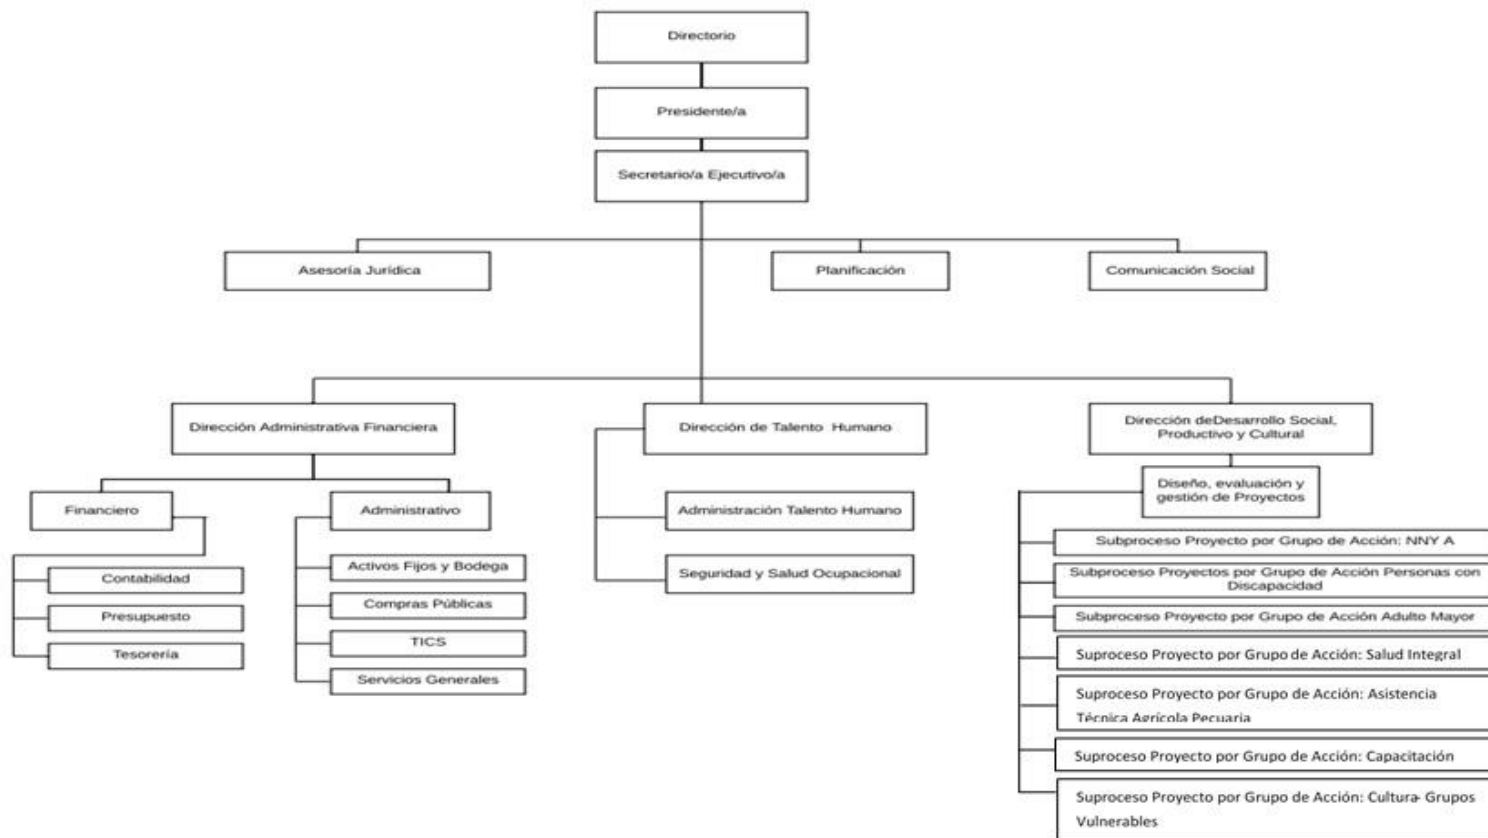 Directorio
Presidente/a
Secretario/a Ejecutivo/a
Asesoría Jurídica
Planificación
Comunicación Social
Dirección Administrativa Financiera
Dirección de Talento Humano
Dirección deDesarrollo Social,
Productivo y Cultural
Financiero
Administrativo
Contabilidad
Presupuesto
Tesorería
Activos Fijos y Bodega
Compras Públicas
TICS
Servicios Generales
Administración Talento Humano
Seguridad y Salud Ocupacional
Diseño, evaluación y
gestión de Proyectos
Subproceso Proyecto por Grupo de Acción: NNY A
Subproceso Proyectos por Grupo de Acción Personas con
Discapacidad
Subproceso Proyecto por Grupo de Acción Adulto Mayor
Suproceso Proyecto por Grupo de Acción: Salud Integral
Suproceso Proyecto por Grupo de Acción: Asistencia
Técnica Agrícola Pecuaria
Suproceso Proyecto por Grupo de Acción: Capacitación
Suproceso Proyecto por Grupo de Acción: Cultura- Grupos
Vulnerables